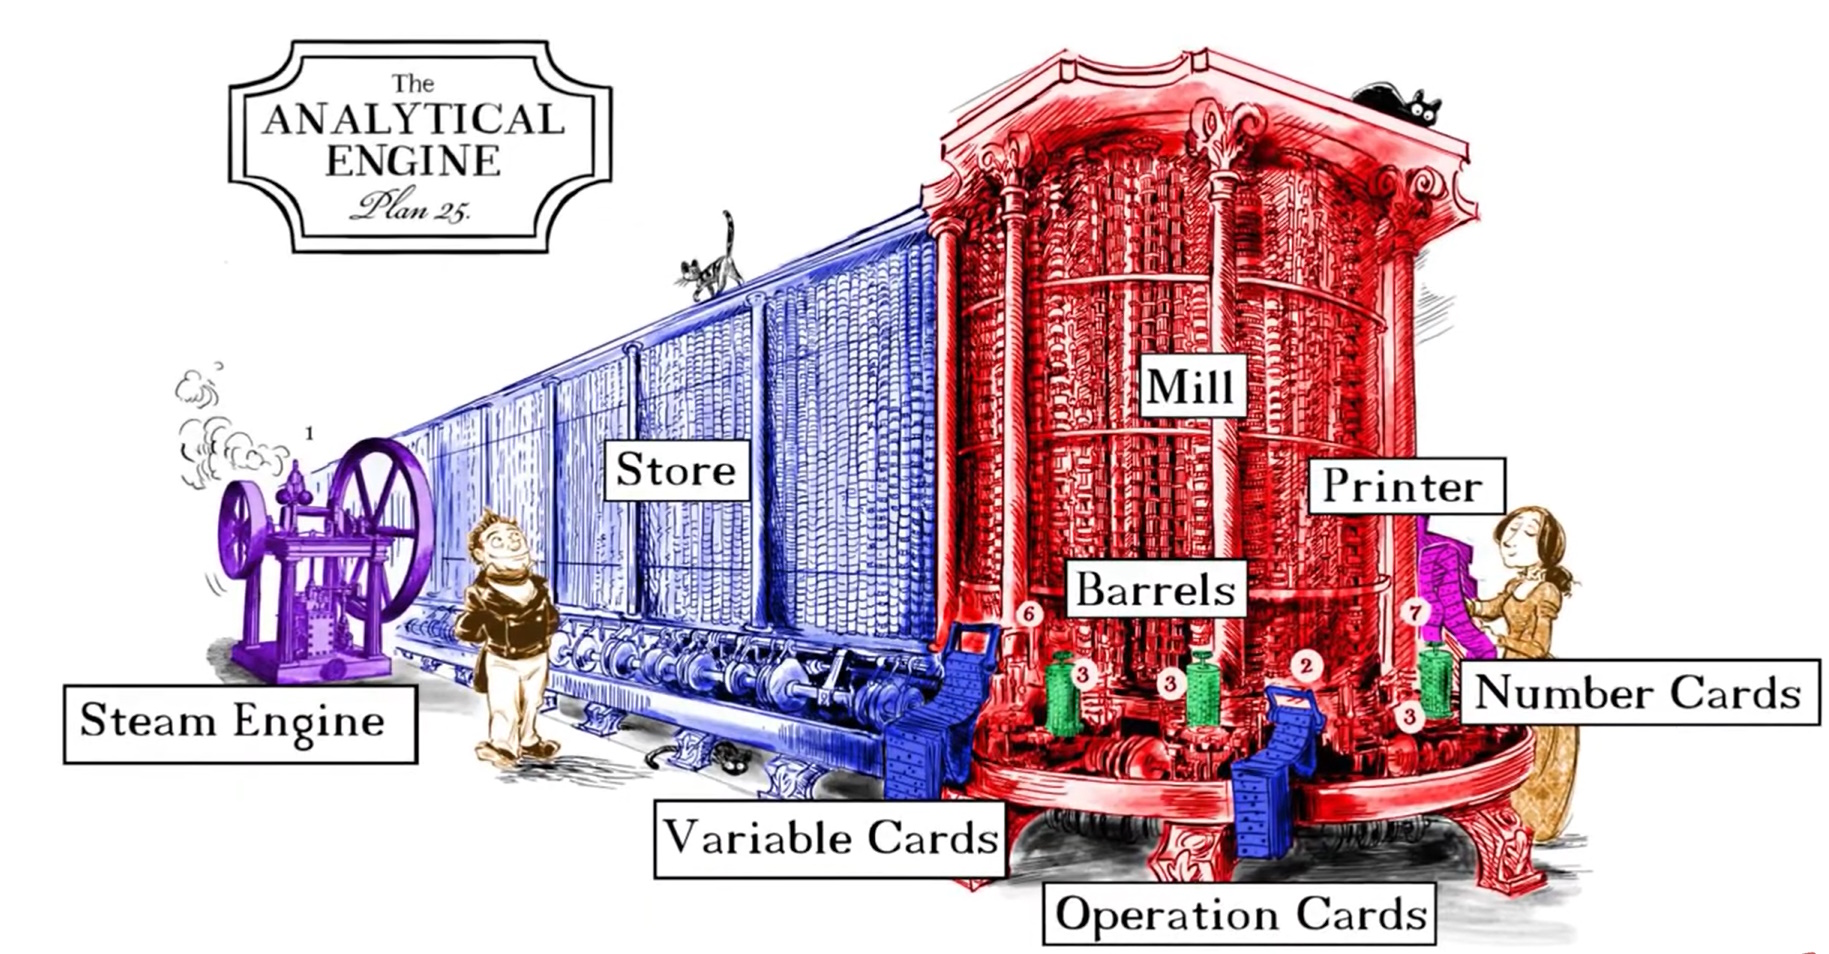 The
ANALYTICAL
ENGINE
Plan 25.
1
Store
Mill
Printer
Barrels
6
7
3
3
2
3
Steam Engine
Number Cards
Variable Cards
Operation Cards